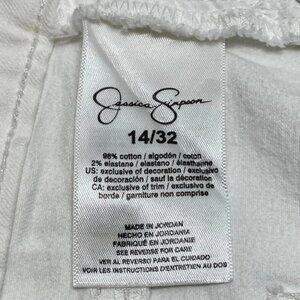 Jessica Simpson
14/32
98% cotton / algodón / coton
2% elastane / elastano / élasthanne
US: exclusive of decoration / exclusivo
de decoración / sauf la décoration
CA: exclusive of trim / exclusivo de
borde / garniture non comprise
MADE IN JORDAN
HECHO EN JORDANIA
FABRIQUÉ EN JORDANIE
SEE REVERSE FOR CARE
VER AL REVERSO PARA EL CUIDADO
VOIR LES INSTRUCTIONS D'ENTRETIEN AU DOS